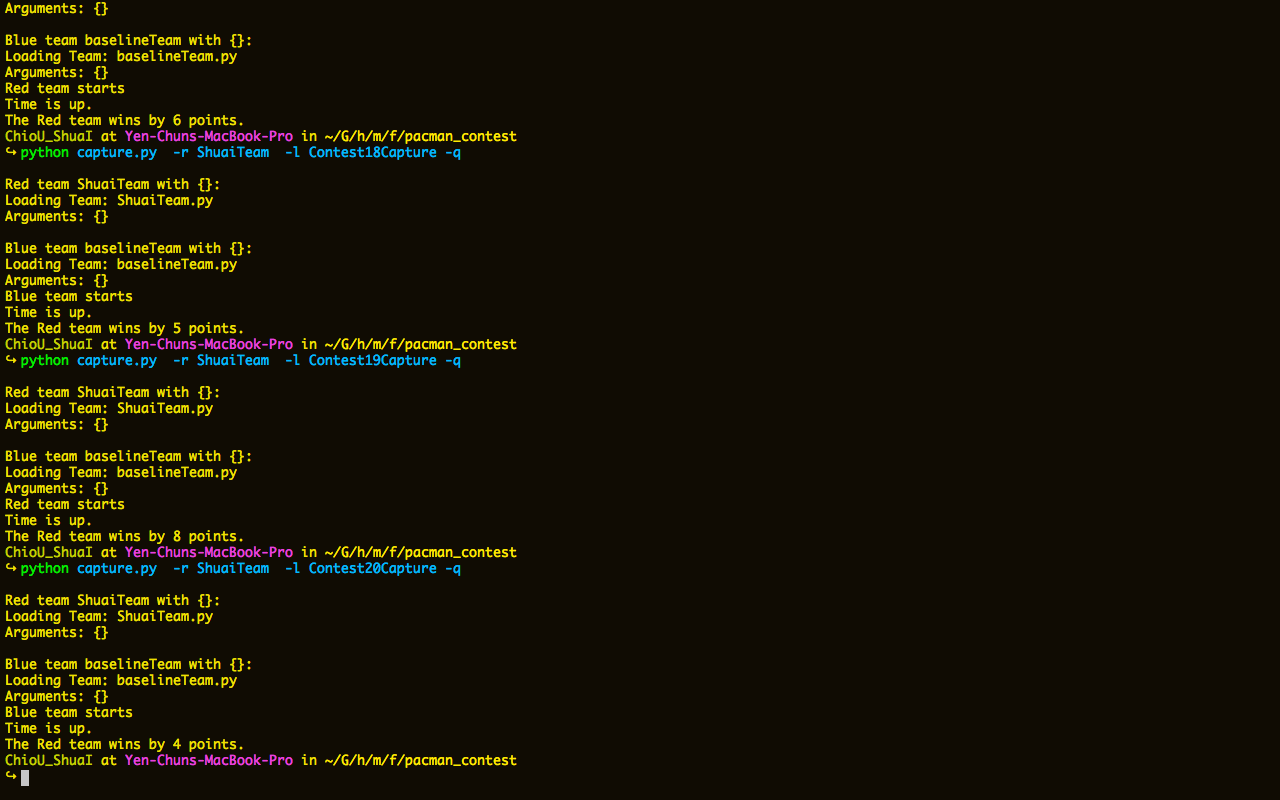 Arguments: {}

Blue team baselineTeam with {}:
Loading Team: baselineTeam.py
Arguments: {}
Red team starts
Time is up.
The Red team wins by 6 points.
ChioU_ShuaI at Yen-Chuns-MacBook-Pro in ~/G/h/m/f/pacman_contest
↪ python capture.py  -r ShuaiTeam  -l Contest18Capture -q

Red team ShuaiTeam with {}:
Loading Team: ShuaiTeam.py
Arguments: {}

Blue team baselineTeam with {}:
Loading Team: baselineTeam.py
Arguments: {}
Blue team starts
Time is up.
The Red team wins by 5 points.
ChioU_ShuaI at Yen-Chuns-MacBook-Pro in ~/G/h/m/f/pacman_contest
↪ python capture.py  -r ShuaiTeam  -l Contest19Capture -q

Red team ShuaiTeam with {}:
Loading Team: ShuaiTeam.py
Arguments: {}

Blue team baselineTeam with {}:
Loading Team: baselineTeam.py
Arguments: {}
Red team starts
Time is up.
The Red team wins by 8 points.
ChioU_ShuaI at Yen-Chuns-MacBook-Pro in ~/G/h/m/f/pacman_contest
↪ python capture.py  -r ShuaiTeam  -l Contest20Capture -q

Red team ShuaiTeam with {}:
Loading Team: ShuaiTeam.py
Arguments: {}

Blue team baselineTeam with {}:
Loading Team: baselineTeam.py
Arguments: {}
Blue team starts
Time is up.
The Red team wins by 4 points.
ChioU_ShuaI at Yen-Chuns-MacBook-Pro in ~/G/h/m/f/pacman_contest
↪